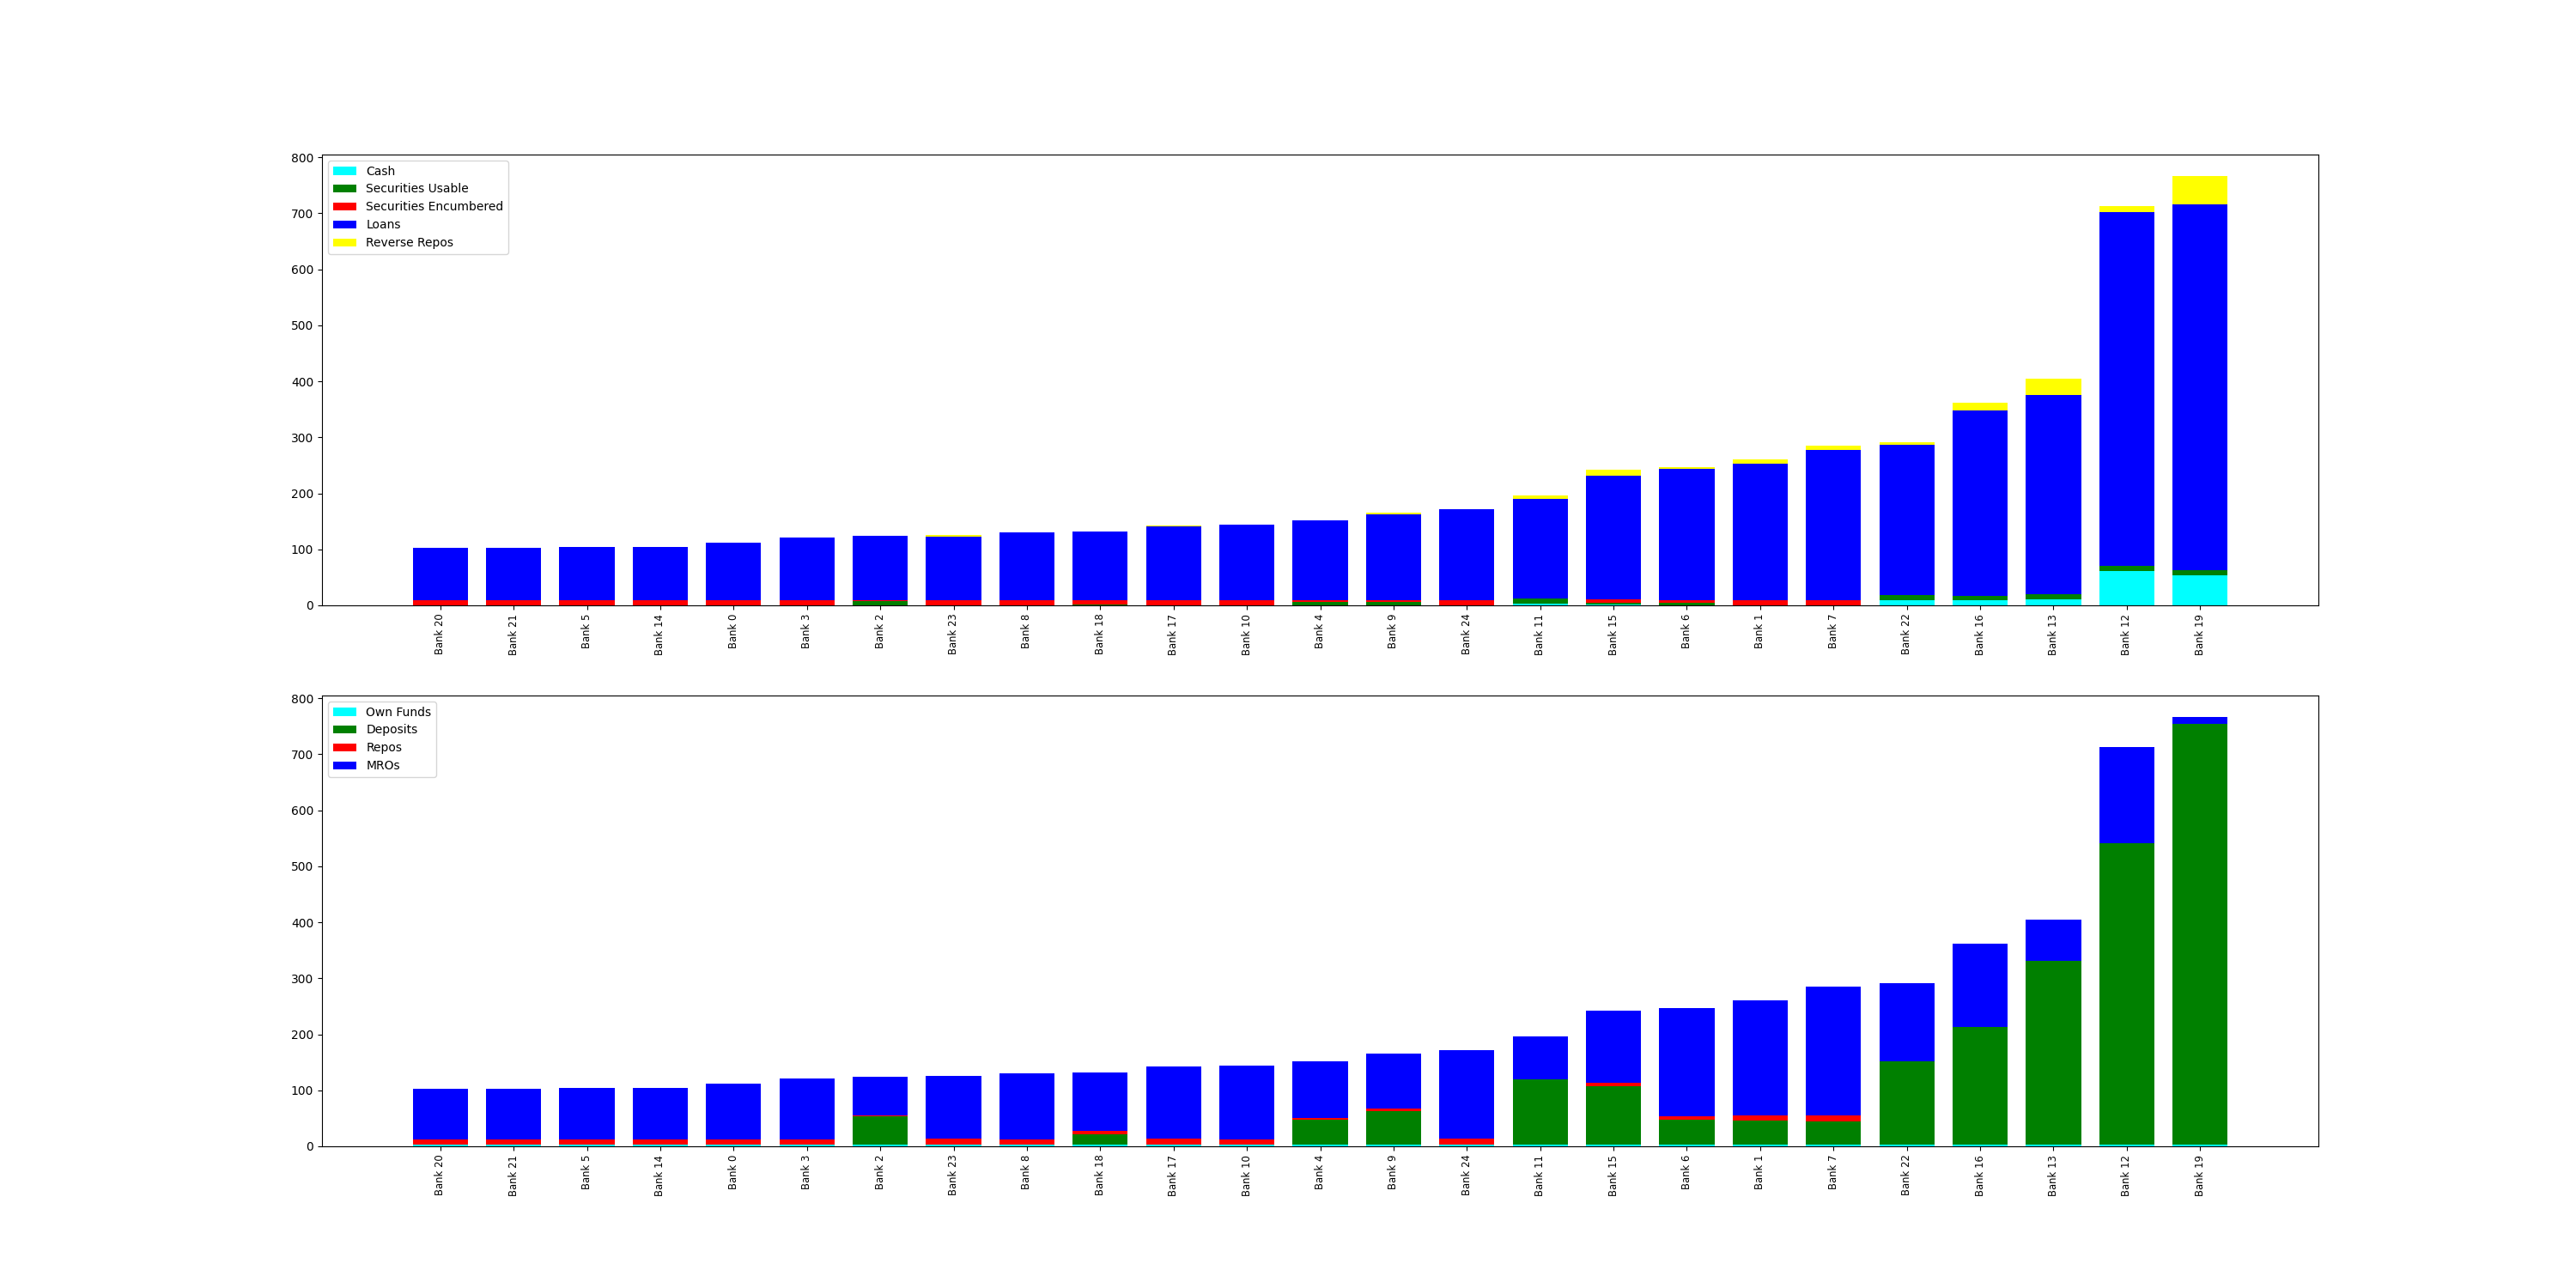 800
700
600
500
400
300
200
100
0
Cash
Securities Usable
Securities Encumbered
Loans
Reverse Repos
Bank 20
Bank 21
Bank 5
Bank 14
Bank 0
Bank 3
Bank 2
Bank 23
Bank 8
Bank 18
Bank 17
Bank 10
Bank 4
Bank 9
Bank 24
Bank 11
Bank 15
Bank 6
Bank 1
Bank 7
Bank 22
Bank 16
Bank 13
Bank 12
Bank 19
800
700
600
500
400
300
200
100
0
Own Funds
Deposits
Repos
MROs
Bank 20
Bank 21
Bank 5
Bank 14
Bank 0
Bank 3
Bank 2
Bank 23
Bank 8
Bank 18
Bank 17
Bank 10
Bank 4
Bank 9
Bank 24
Bank 11
Bank 15
Bank 6
Bank 1
Bank 7
Bank 22
Bank 16
Bank 13
Bank 12
Bank 19